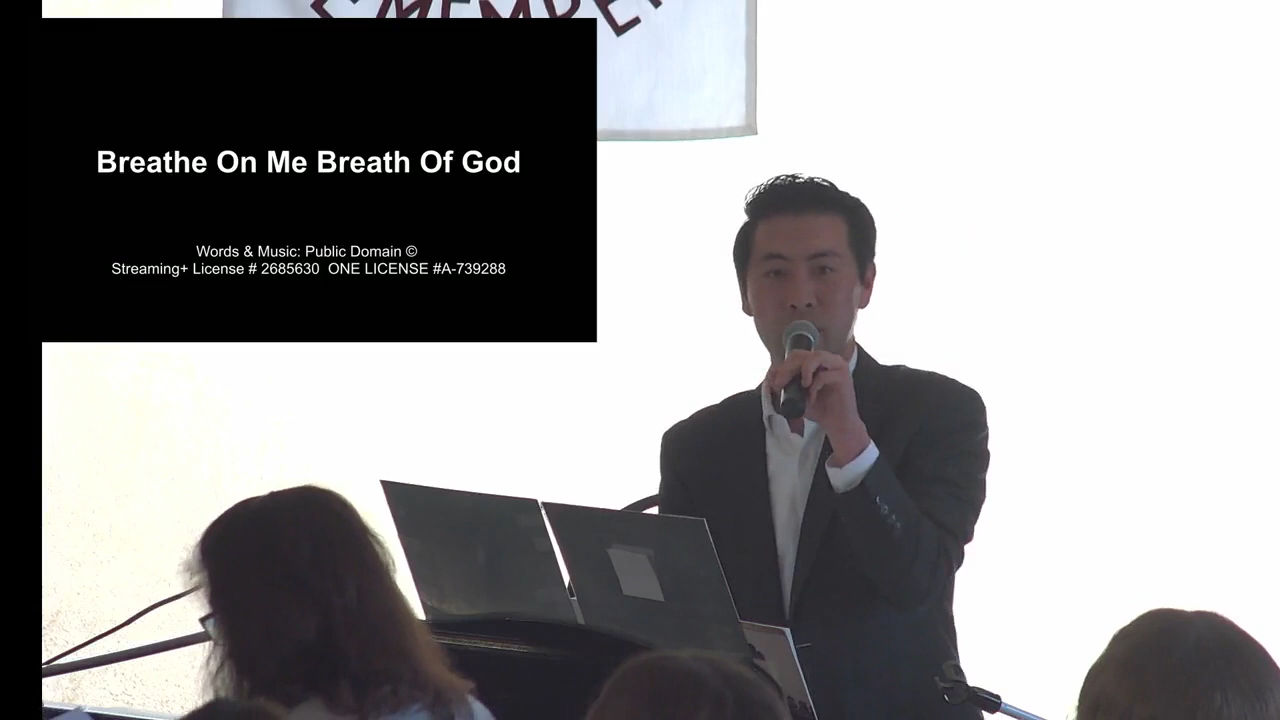 Breathe On Me Breath Of God
Words & Music: Public Domain ©
Streaming+ License # 2685630 ONE LICENSE #A-739288